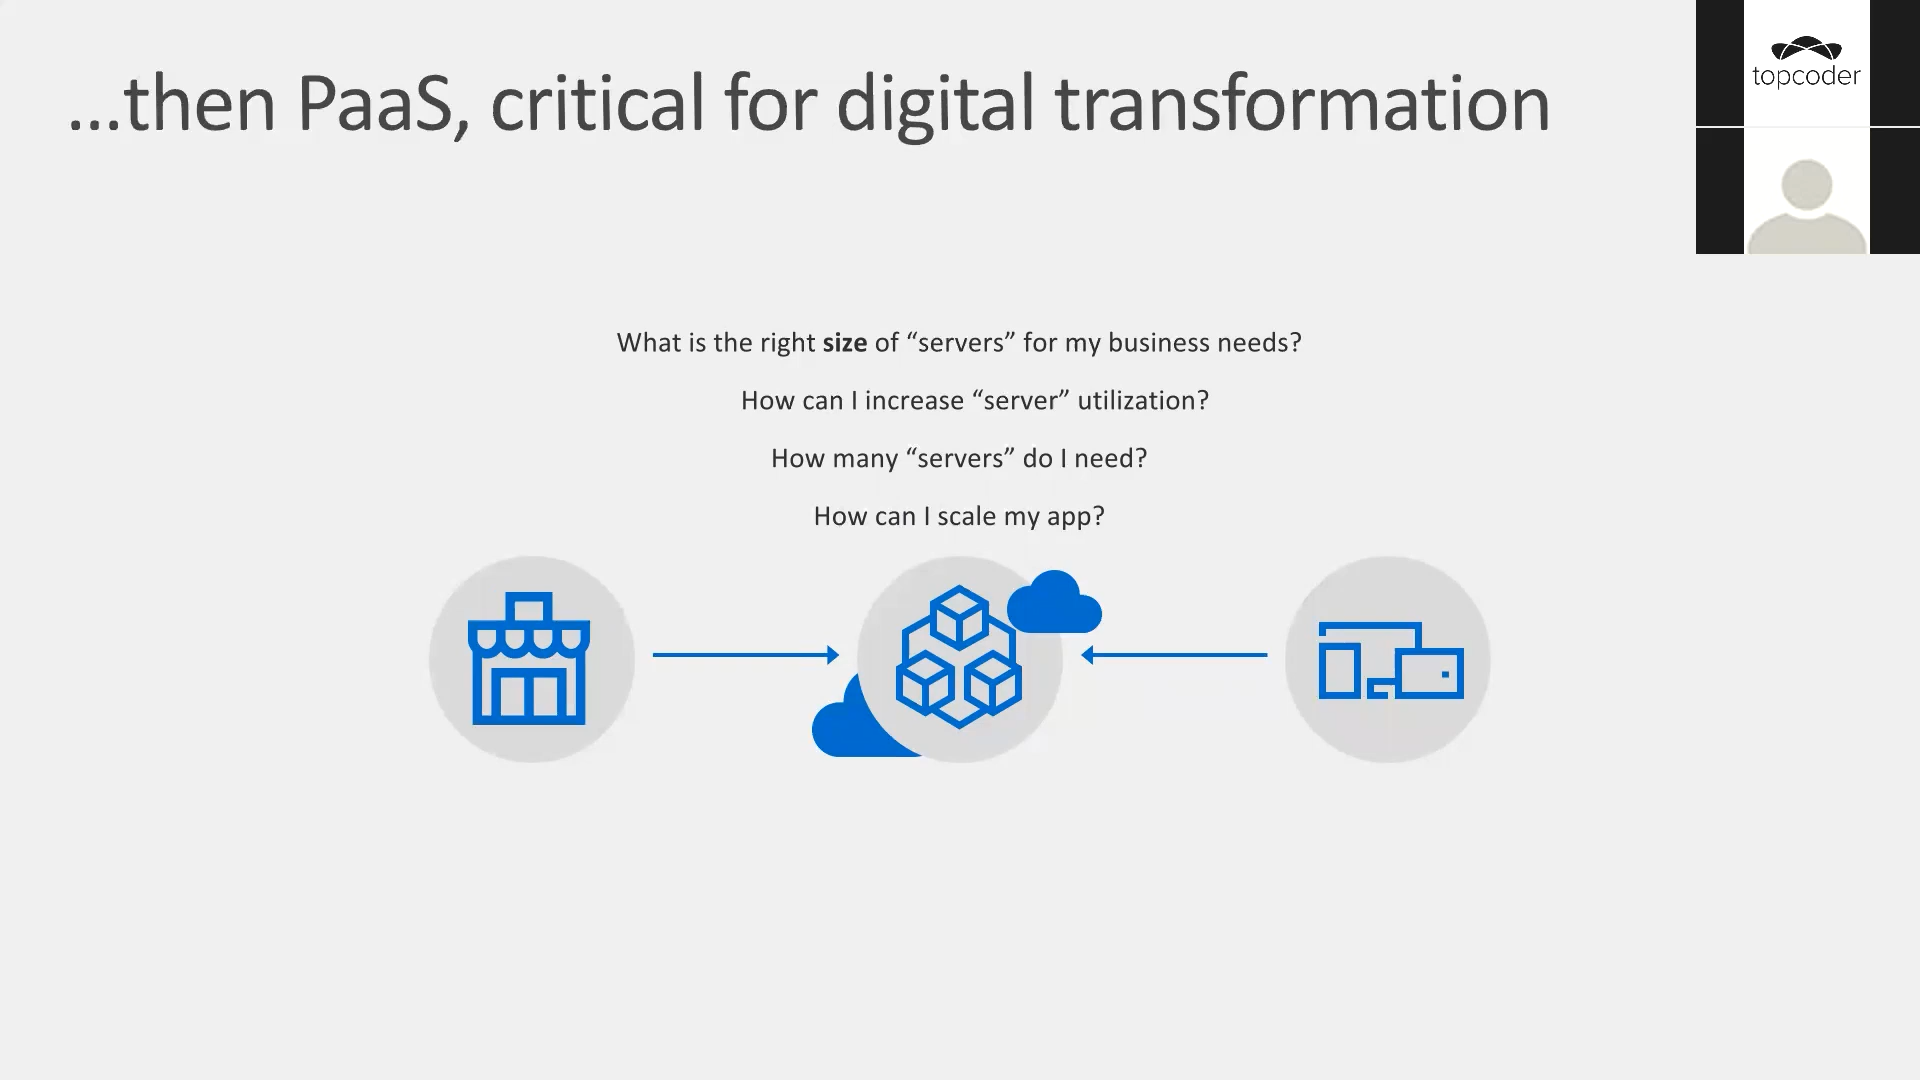 ...then PaaS, critical for digital transformation
topcoder
What is the right size of “servers” for my business needs?
How can I increase “server” utilization?
How many “servers” do I need?
How can I scale my app?